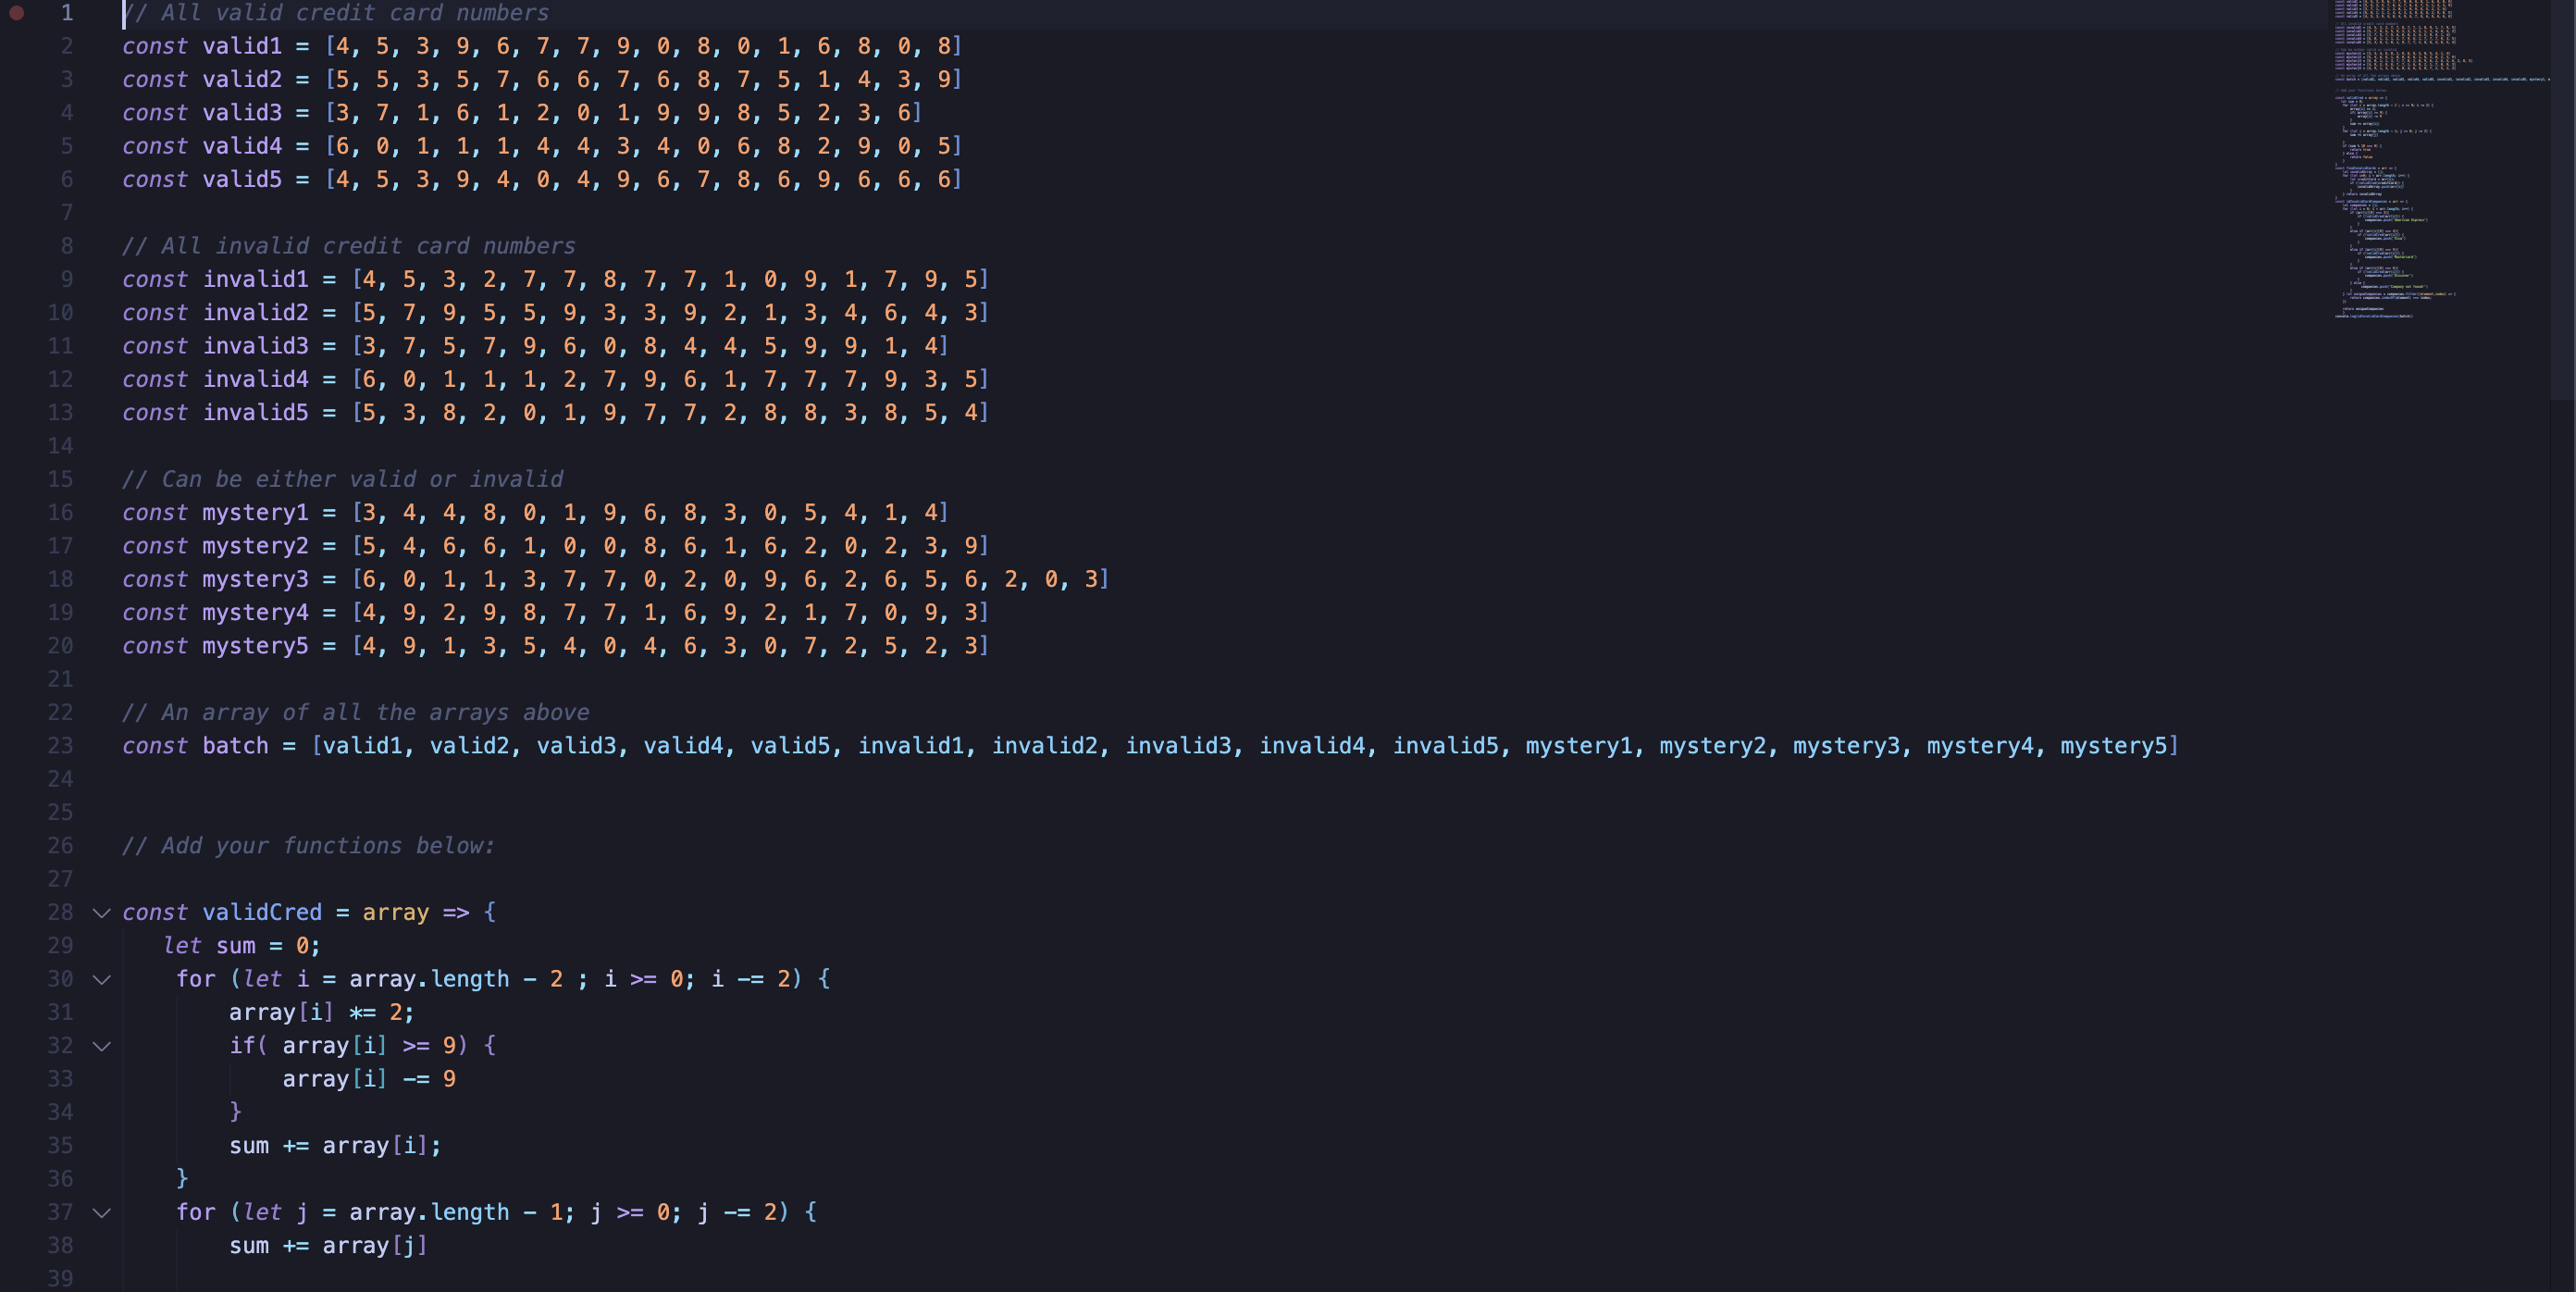 1 // All valid credit card numbers
2 const valid1 = [4, 5, 3, 9, 6, 7, 7, 9, 0, 8, 0, 1, 6, 8, 0, 8]
3 const valid2 = [5, 5, 3, 5, 7, 6, 6, 7, 6, 8, 7, 5, 1, 4, 3, 9]
4 const valid3 = [3, 7, 1, 6, 1, 2, 0, 1, 9, 9, 8, 5, 2, 3, 6]
5 const valid4 = [6, 0, 1, 1, 1, 4, 4, 3, 4, 0, 6, 8, 2, 9, 0, 5]
6 const valid5 = [4, 5, 3, 9, 4, 0, 4, 9, 6, 7, 8, 6, 9, 6, 6, 6]
7
8 // All invalid credit card numbers
9 const invalid1 = [4, 5, 3, 2, 7, 7, 8, 7, 7, 1, 0, 9, 1, 7, 9, 5]
10 const invalid2 = [5, 7, 9, 5, 5, 9, 3, 3, 9, 2, 1, 3, 4, 6, 4, 3]
11 const invalid3 = [3, 7, 5, 7, 9, 6, 0, 8, 4, 4, 5, 9, 9, 1, 4]
12 const invalid4 = [6, 0, 1, 1, 1, 2, 7, 9, 6, 1, 7, 7, 7, 9, 3, 5]
13 const invalid5 = [5, 3, 8, 2, 0, 1, 9, 7, 7, 2, 8, 8, 3, 8, 5, 4]
14
15 // Can be either valid or invalid
16 const mystery1 = [3, 4, 4, 8, 0, 1, 9, 6, 8, 3, 0, 5, 4, 1, 4]
17 const mystery2 = [5, 4, 6, 6, 1, 0, 0, 8, 6, 1, 6, 2, 0, 2, 3, 9]
18 const mystery3 = [6, 0, 1, 1, 3, 7, 7, 0, 2, 0, 9, 6, 2, 6, 5, 6, 2, 0, 3]
19 const mystery4 = [4, 9, 2, 9, 8, 7, 7, 1, 6, 9, 2, 1, 7, 0, 9, 3]
20 const mystery5 = [4, 9, 1, 3, 5, 4, 0, 4, 6, 3, 0, 7, 2, 5, 2, 3]
21
22 // An array of all the arrays above
23 const batch = [valid1, valid2, valid3, valid4, valid5, invalid1, invalid2, invalid3, invalid4, invalid5, mystery1, mystery2, mystery3, mystery4, mystery5]
24
25
26 // Add your functions below:
27
28 const validCred = array => {
29 let sum = 0;
30 for (let i = array.length - 2 ; i >= 0; i -= 2) {
31 array[i] *= 2;
32 if( array[i] >= 9) {
33 array[i] -= 9
34 }
35 sum += array[i];
36 }
37 for (let j = array.length - 1; j >= 0; j -= 2) {
38 sum += array[j]
39